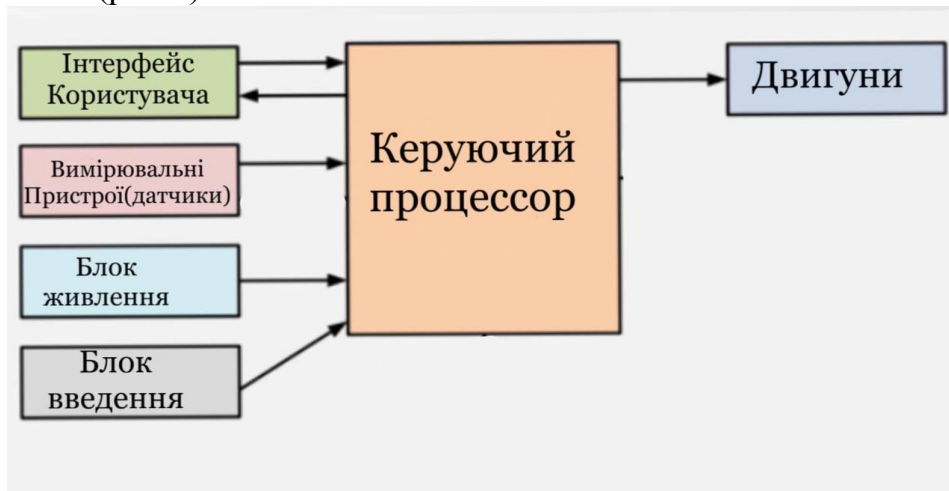 Інтерфейс
Користувача
Вимірювальні
Пристрої(датчики)
Блок
живлення
Блок
введення
Керуючий
процессор
Двигуни